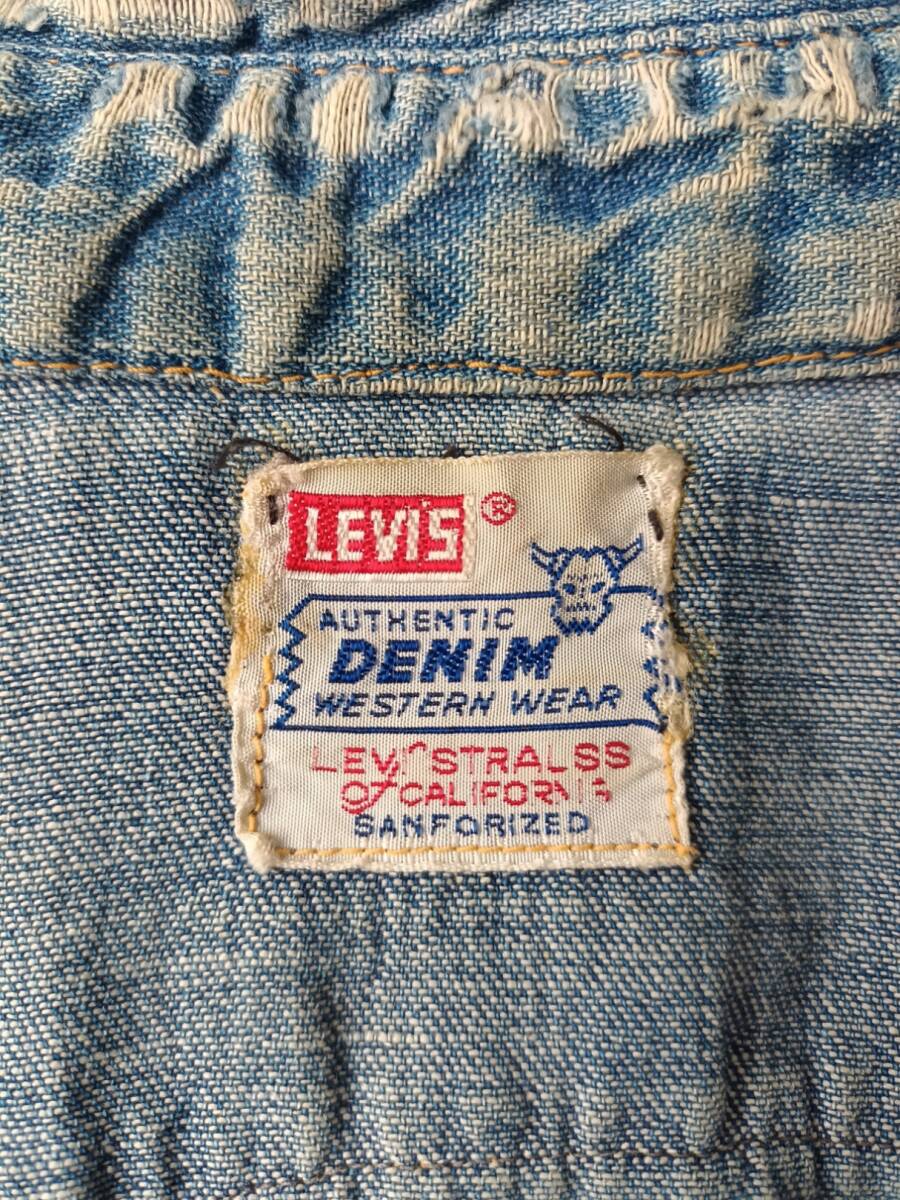 LEVI'S ®
AUTHENTIC
DENIM
WESTERN WEAR
LEVI STRAUSS
OF CALIFORNIA
SANFORIZED